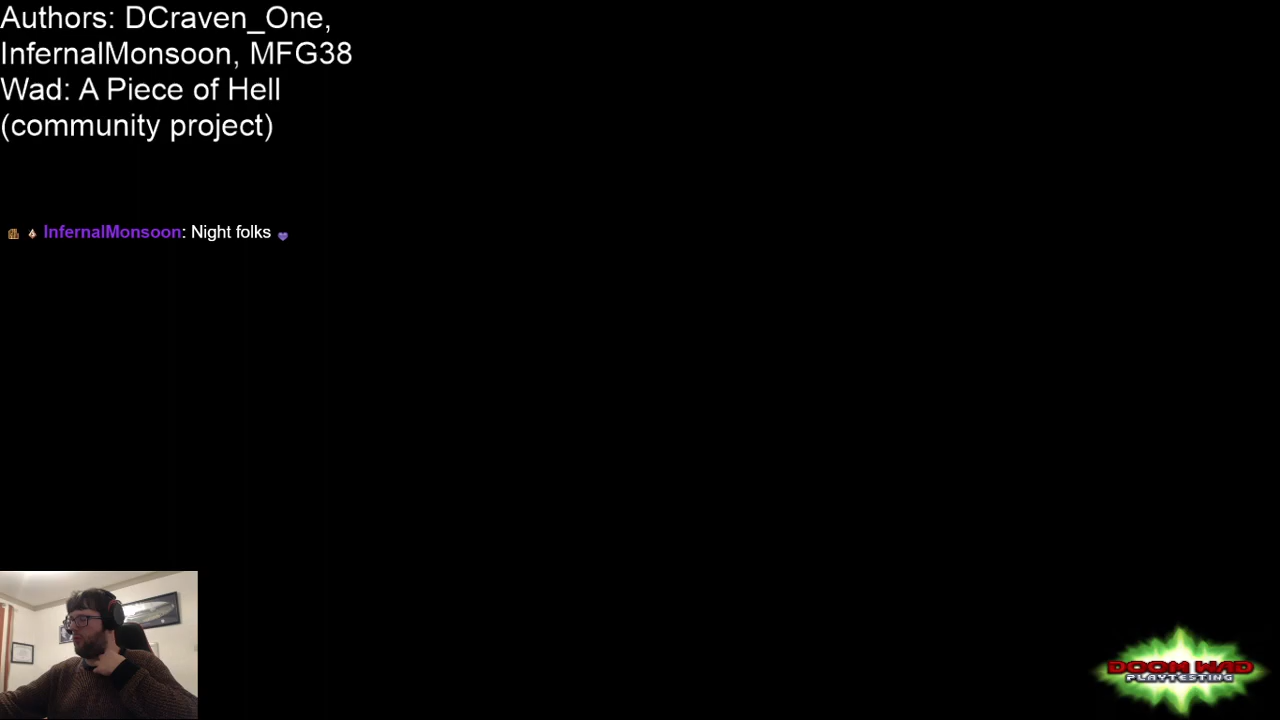 Authors: DCraven_One,
InfernalMonsoon, MFG38
Wad: A Piece of Hell
(community project)
InfernalMonsoon: Night folks
DOOM WAD
PLAYTESTING